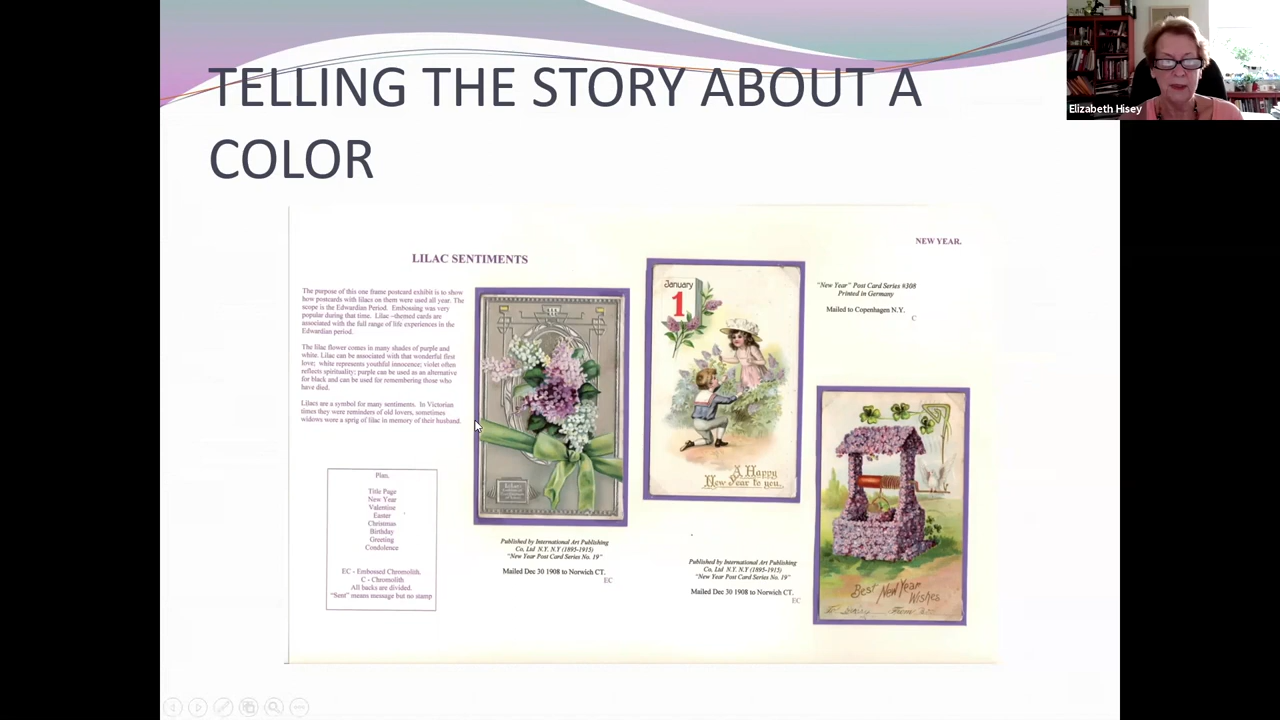 TELLING THE STORY ABOUT A
COLOR
Elizabeth Hisey
NEW YEAR.
LILAC SENTIMENTS
The purpose of this one frame postcard exhibit is to show
how postcards with lilacs on them were used all year. The
scope is the Edwardian Period. Embossing was very
popular during that time. Lilac -themed cards are
associated with the full range of life experiences in the
Edwardian period.
The lilac flower comes in many shades of purple and
white. Lilac can be associated with that wonderful first
love; white represents youthful innocence; violet often
reflects spirituality; purple can be used as an alternative
for black and can be used for remembering those who
have died.
Lilacs are a symbol for many sentiments. In Victorian
times they were reminders of old lovers, sometimes
widows wore a sprig of lilac in memory of their husband.
Plan.
Title Page
New Year
Valentine
Easter
Christmas
Birthday
Greeting
Condolence
EC - Embossed Chromolith,
C - Chromolith
All backs are divided.
"Sent" means message but no stamp
Published by International Art Publishing
Co, Ltd N.Y. N.Y (1895-1915)
"New Year Post Card Series No. 19"
Mailed Dec 30 1908 to Norwich CT.
EC
January
1
A Happy
New Year to you.
"New Year" Post Card Series #308
Printed in Germany
Mailed to Copenhagen N.Y.
C
Published by International Art Publishing
Co, Ltd N.Y. N.Y (1895-1915)
"New Year Post Card Series No. 19"
Mailed Dec 30 1908 to Norwich CT.
EC
Best New Year
Wishes
To From